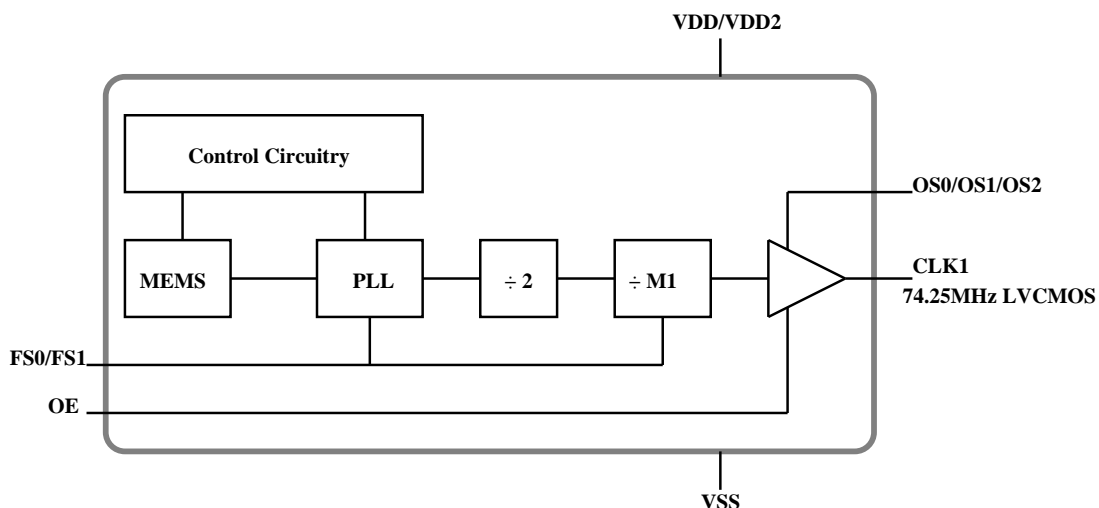 VDD/VDD2
Control Circuitry
OS0/OS1/OS2
MEMS
PLL
÷ 2
÷ M1
CLK1
74.25MHz LVCMOS
FS0/FS1
OE
VSS